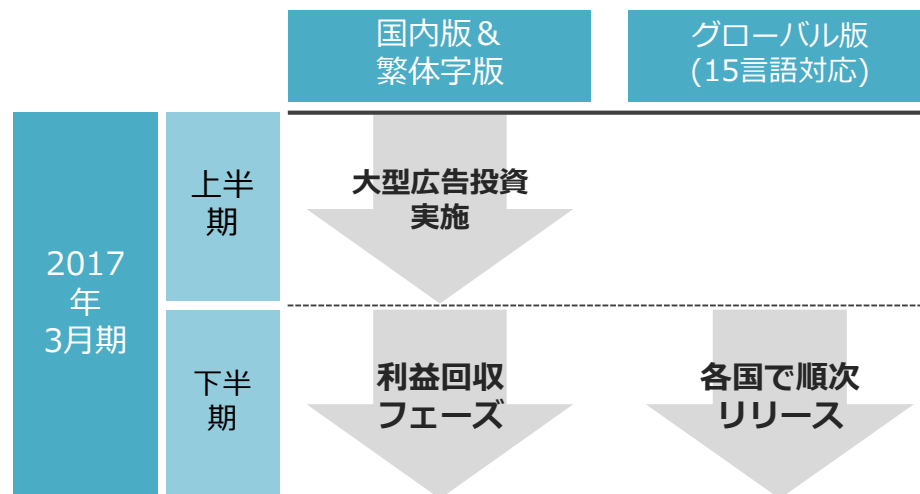 国内版&
繁体字版
グローバル版
(15言語対応)
2017
年
3月期
上半
期
大型広告投資
実施
下半
期
利益回収
フェーズ
各国で順次
リリース